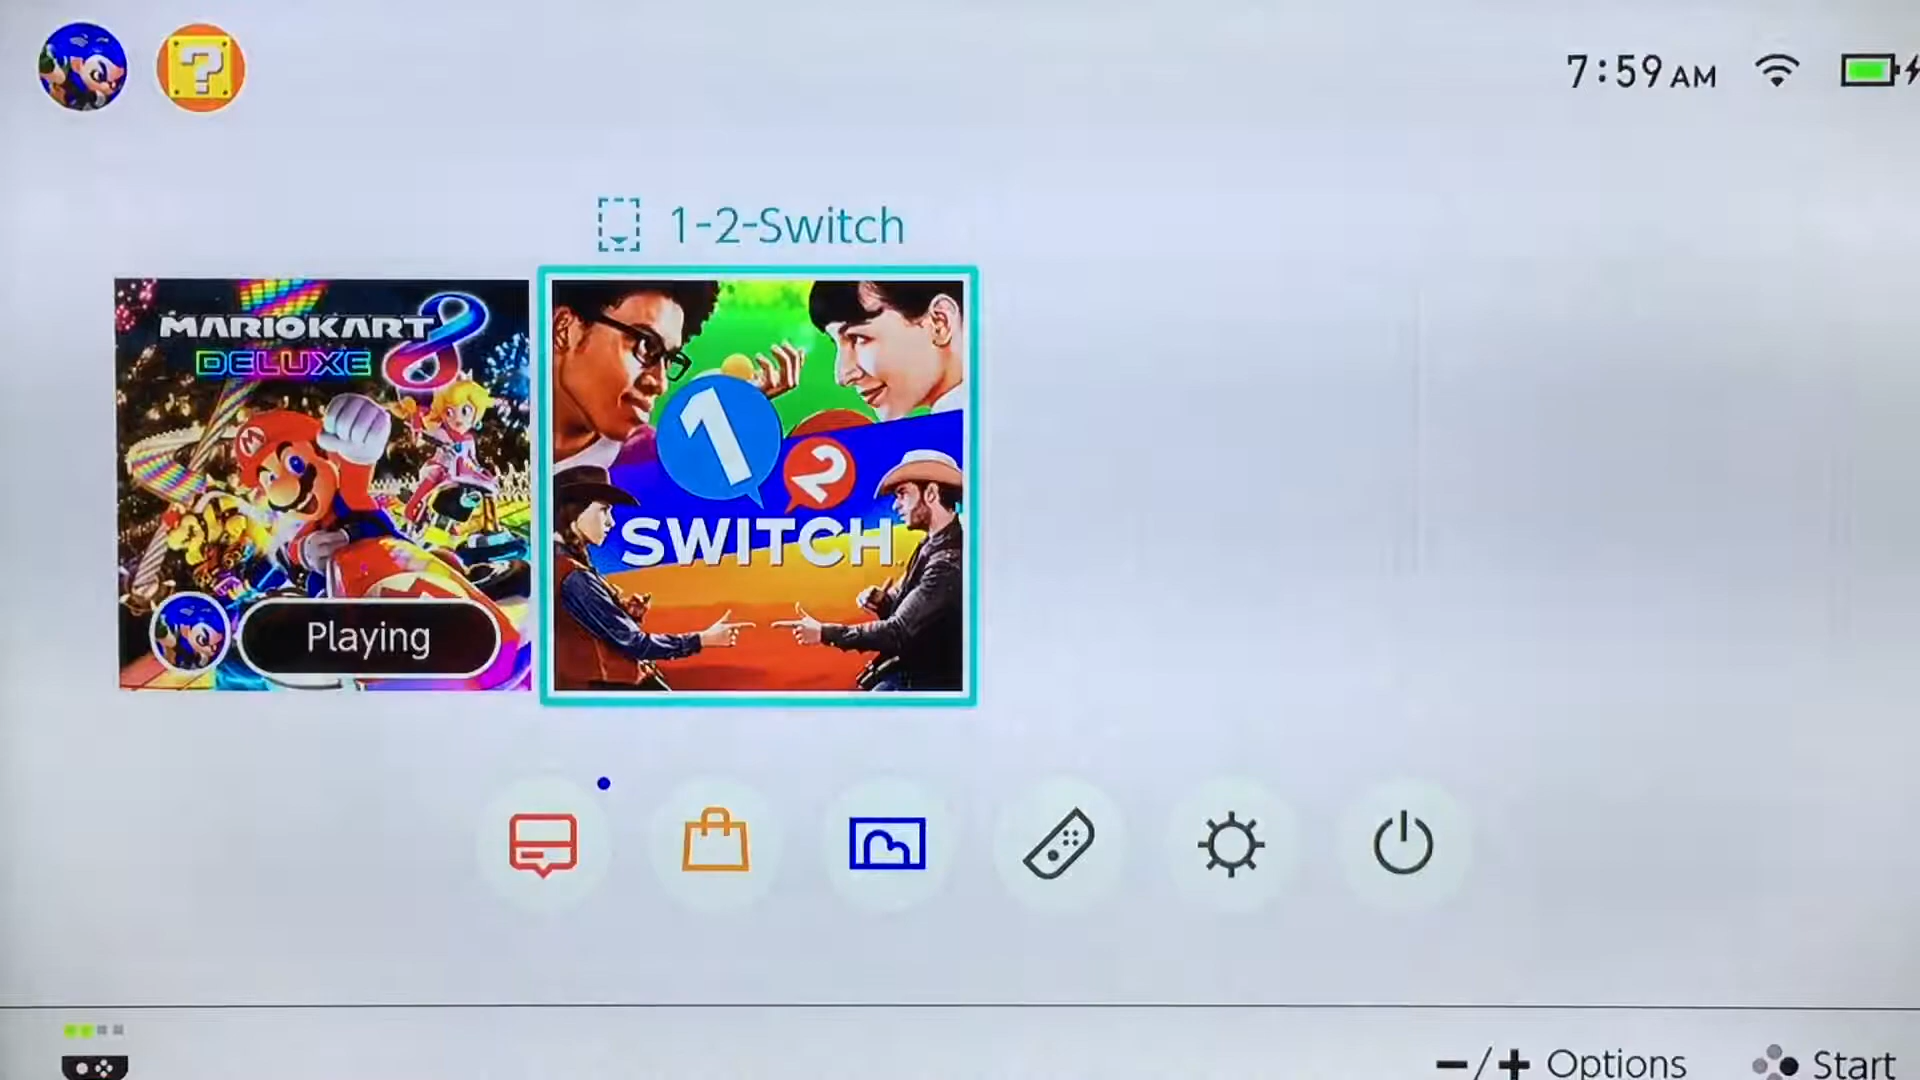 7:59 AM
1-2-Switch
MARIOKART 8
DELUXE
M
Playing
1
2
SWITCH
?
-/+ Options
Start